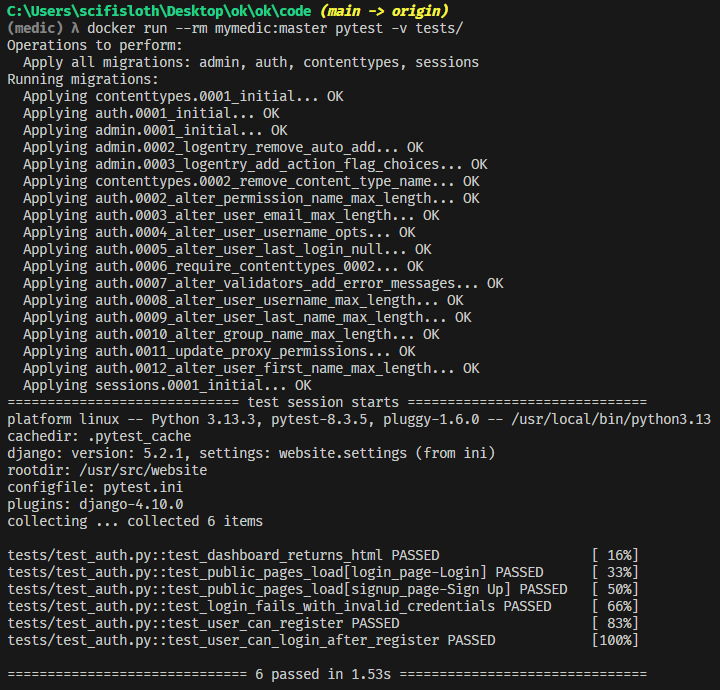 C:\Users\scifisloth\Desktop\ok\ok\code (main -> origin)
(medic) λ docker run --rm mymedic:master pytest -v tests/
Operations to perform:
  Apply all migrations: admin, auth, contenttypes, sessions
Running migrations:
  Applying contenttypes.0001_initial... OK
  Applying auth.0001_initial... OK
  Applying admin.0001_initial... OK
  Applying admin.0002_logentry_remove_auto_add... OK
  Applying admin.0003_logentry_add_action_flag_choices... OK
  Applying contenttypes.0002_remove_content_type_name... OK
  Applying auth.0002_alter_permission_name_max_length... OK
  Applying auth.0003_alter_user_email_max_length... OK
  Applying auth.0004_alter_user_username_opts... OK
  Applying auth.0005_alter_user_last_login_null... OK
  Applying auth.0006_require_contenttypes_0002... OK
  Applying auth.0007_alter_validators_add_error_messages... OK
  Applying auth.0008_alter_user_username_max_length... OK
  Applying auth.0009_alter_user_last_name_max_length... OK
  Applying auth.0010_alter_group_name_max_length... OK
  Applying auth.0011_update_proxy_permissions... OK
  Applying auth.0012_alter_user_first_name_max_length... OK
  Applying sessions.0001_initial... OK
============================= test session starts ==============================
platform linux -- Python 3.13.3, pytest-8.3.5, pluggy-1.6.0 -- /usr/local/bin/python3.13
cachedir: .pytest_cache
django: version: 5.2.1, settings: website.settings (from ini)
rootdir: /usr/src/website
configfile: pytest.ini
plugins: django-4.10.0
collecting ... collected 6 items

tests/test_auth.py::test_dashboard_returns_html PASSED                   [ 16%]
tests/test_auth.py::test_public_pages_load[login_page-Login] PASSED      [ 33%]
tests/test_auth.py::test_public_pages_load[signup_page-Sign Up] PASSED   [ 50%]
tests/test_auth.py::test_login_fails_with_invalid_credentials PASSED     [ 66%]
tests/test_auth.py::test_user_can_register PASSED                        [ 83%]
tests/test_auth.py::test_user_can_login_after_register PASSED            [100%]

============================== 6 passed in 1.53s ===============================